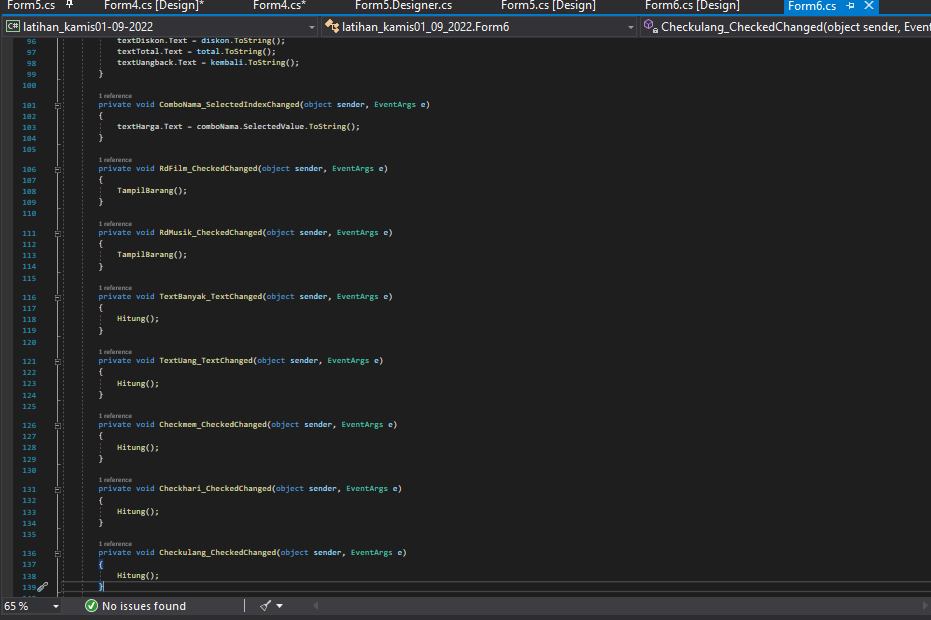 Form5.cs Form4.cs [Design]* Form4.cs* Form5.Designer.cs Form5.cs [Design] Form6.cs [Design] Form6.cs
C# latihan_kamis01-09-2022 latihan_kamis01_09_2022.Form6 Checkulang_CheckedChanged(object sender, Event
96 textDiskon.Text = diskon.ToString();
97 textTotal.Text = total.ToString();
98 textUangback.Text = kembali.ToString();
99 }
100
1 reference
101 private void ComboNama_SelectedIndexChanged(object sender, EventArgs e)
102 {
103 textHarga.Text = comboNama.SelectedValue.ToString();
104 }
105
1 reference
106 private void RdFilm_CheckedChanged(object sender, EventArgs e)
107 {
108 TampilBarang();
109 }
110
1 reference
111 private void RdMusik_CheckedChanged(object sender, EventArgs e)
112 {
113 TampilBarang();
114 }
115
1 reference
116 private void TextBanyak_TextChanged(object sender, EventArgs e)
117 {
118 Hitung();
119 }
120
1 reference
121 private void TextUang_TextChanged(object sender, EventArgs e)
122 {
123 Hitung();
124 }
125
1 reference
126 private void Checkmem_CheckedChanged(object sender, EventArgs e)
127 {
128 Hitung();
129 }
130
1 reference
131 private void Checkhari_CheckedChanged(object sender, EventArgs e)
132 {
133 Hitung();
134 }
135
1 reference
136 private void Checkulang_CheckedChanged(object sender, EventArgs e)
137 {
138 Hitung();
139 }
65 % No issues found